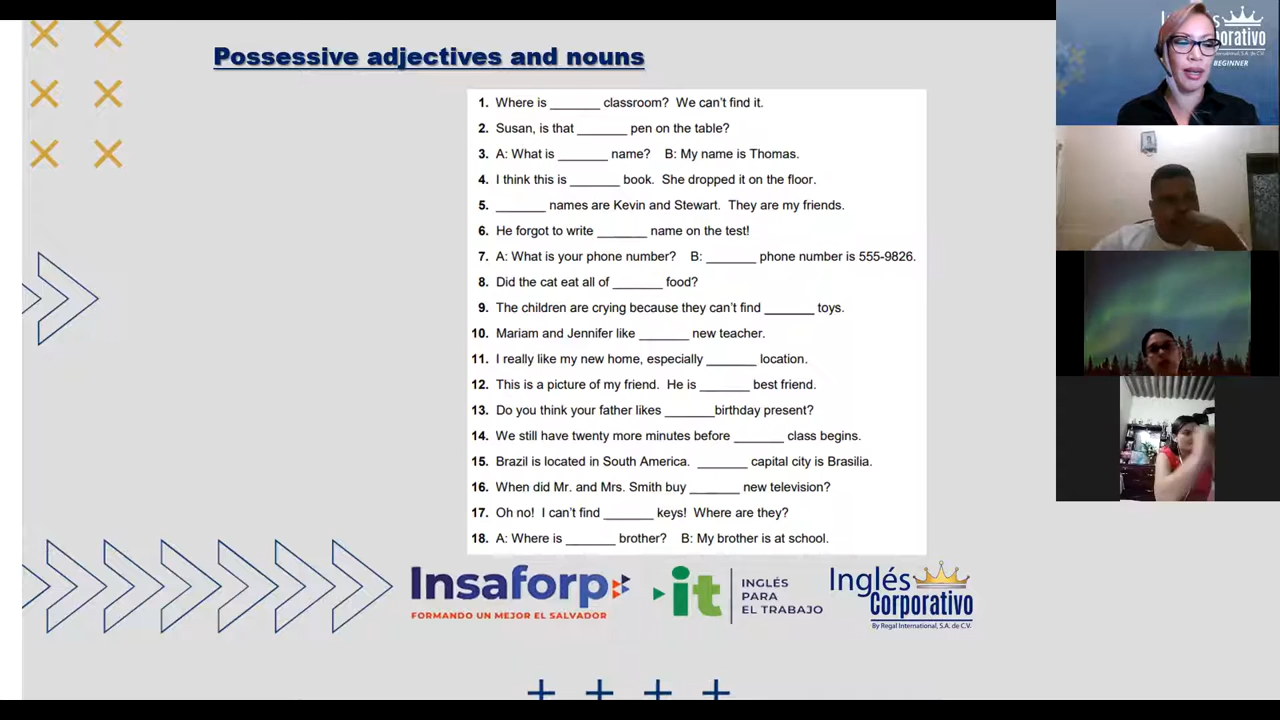 Possessive adjectives and nouns
1. Where is _______ classroom? We can't find it.
2. Susan, is that _______ pen on the table?
3. A: What is _______ name? B: My name is Thomas.
4. I think this is _______ book. She dropped it on the floor.
5. _______ names are Kevin and Stewart. They are my friends.
6. He forgot to write _______ name on the test!
7. A: What is your phone number? B: _______ phone number is 555-9826.
8. Did the cat eat all of _______ food?
9. The children are crying because they can't find _______ toys.
10. Mariam and Jennifer like _______ new teacher.
11. I really like my new home, especially _______ location.
12. This is a picture of my friend. He is _______ best friend.
13. Do you think your father likes _______birthday present?
14. We still have twenty more minutes before _______ class begins.
15. Brazil is located in South America. _______ capital city is Brasilia.
16. When did Mr. and Mrs. Smith buy _______ new television?
17. Oh no! I can't find _______ keys! Where are they?
18. A: Where is _______ brother? B: My brother is at school.
Insaforp
FORMANDO UN MEJOR EL SALVADOR
it
INGLÉS
PARA
EL TRABAJO
Inglés
Corporativo
By Regal International, S.A. de C.V.
BEGINNER